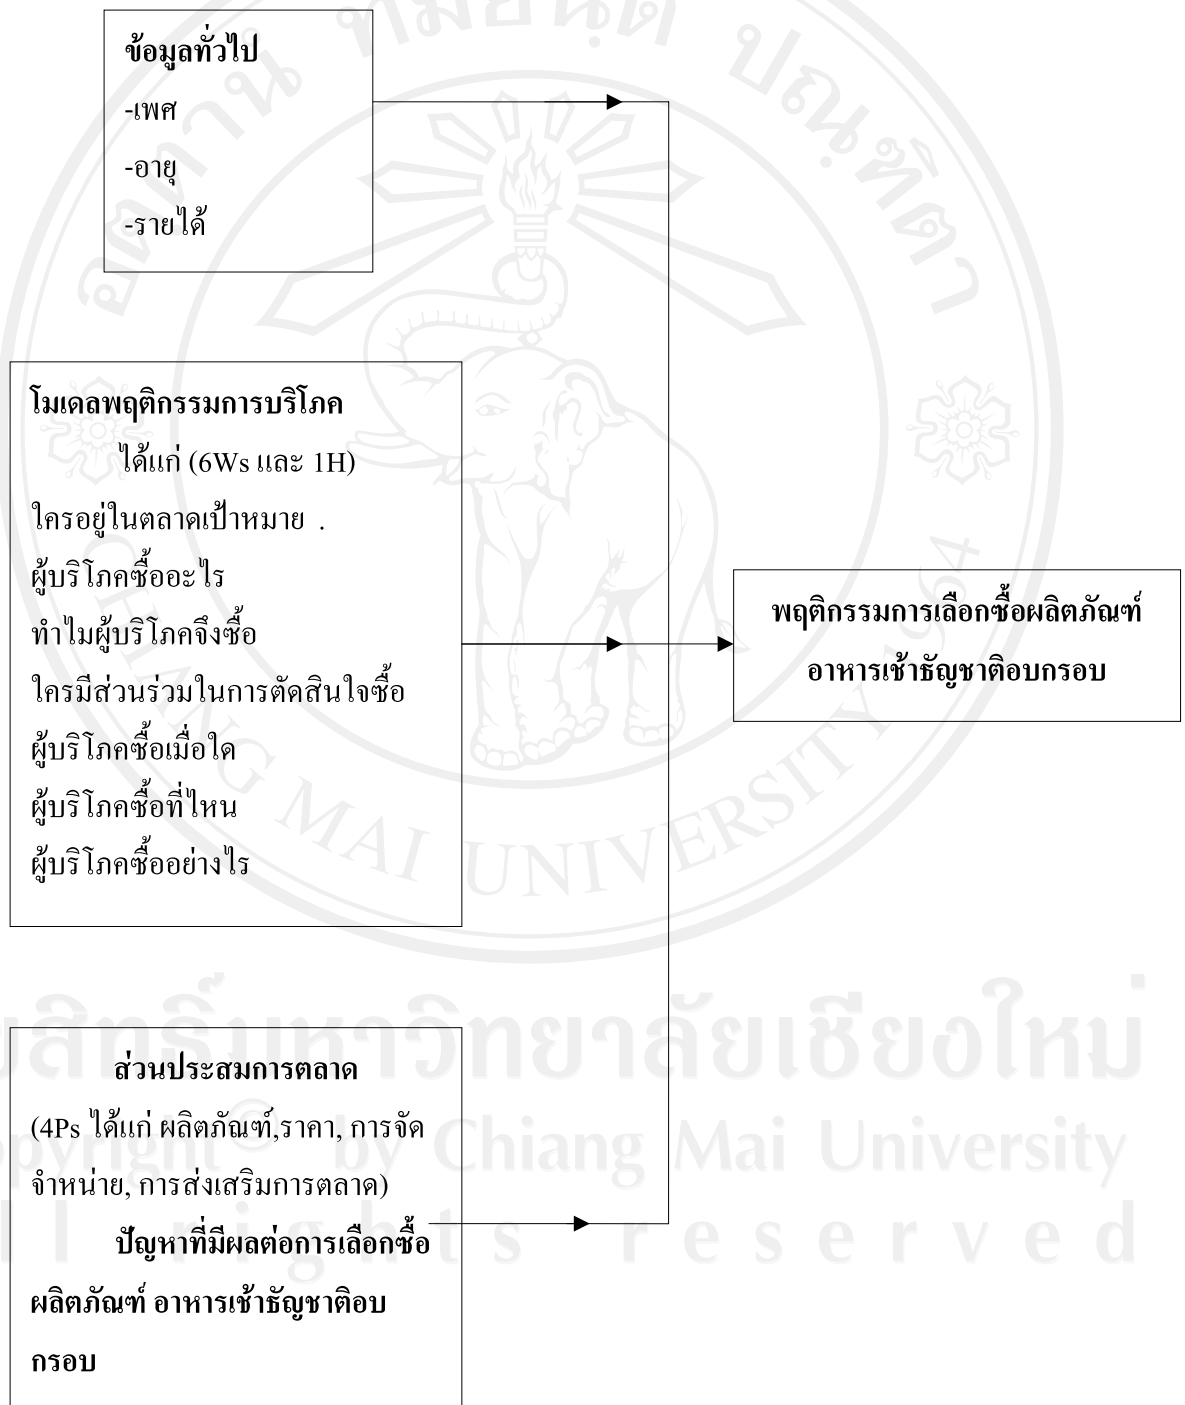 ข้อมูลทั่วไป
-เพศ
-อายุ
-รายได้
โมเดลพฤติกรรมการบริโภค
ได้แก่ (6Ws และ 1H)
ใครอยู่ในตลาดเป้าหมาย .
ผู้บริโภคซื้ออะไร
ทำไมผู้บริโภคจึงซื้อ
ใครมีส่วนร่วมในการตัดสินใจซื้อ
ผู้บริโภคซื้อเมื่อใด
ผู้บริโภคซื้อที่ไหน
ผู้บริโภคซื้ออย่างไร
พฤติกรรมการเลือกซื้อผลิตภัณฑ์
อาหารเช้าธัญชาติอบกรอบ
ส่วนประสมการตลาด
(4Ps ได้แก่ ผลิตภัณฑ์,ราคา, การจัด
จำหน่าย, การส่งเสริมการตลาด)
ปัญหาที่มีผลต่อการเลือกซื้อ
ผลิตภัณฑ์ อาหารเช้าธัญชาติอบ
กรอบ
CHIANG MAI UNIVERSITY 1964
สิทธิ์มหาวิทยาลัยเชียงใหม่
opyright © by Chiang Mai University
l l rights reserved